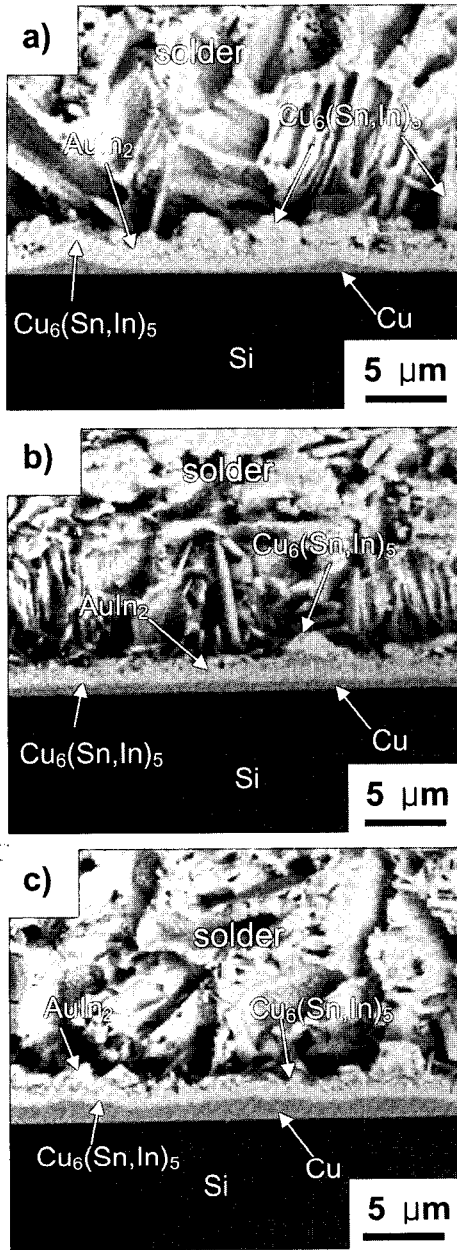 a)
solder
AuIn₂
Cu₆(Sn,In)₅
Cu₆(Sn,In)₅
Cu
Si
5 µm
b)
solder
Cu₆(Sn,In)₅
AuIn₂
Cu₆(Sn,In)₅
Cu
Si
5 µm
c)
solder
AuIn₂
Cu₆(Sn,In)₅
Cu₆(Sn,In)₅
Cu
Si
5 µm